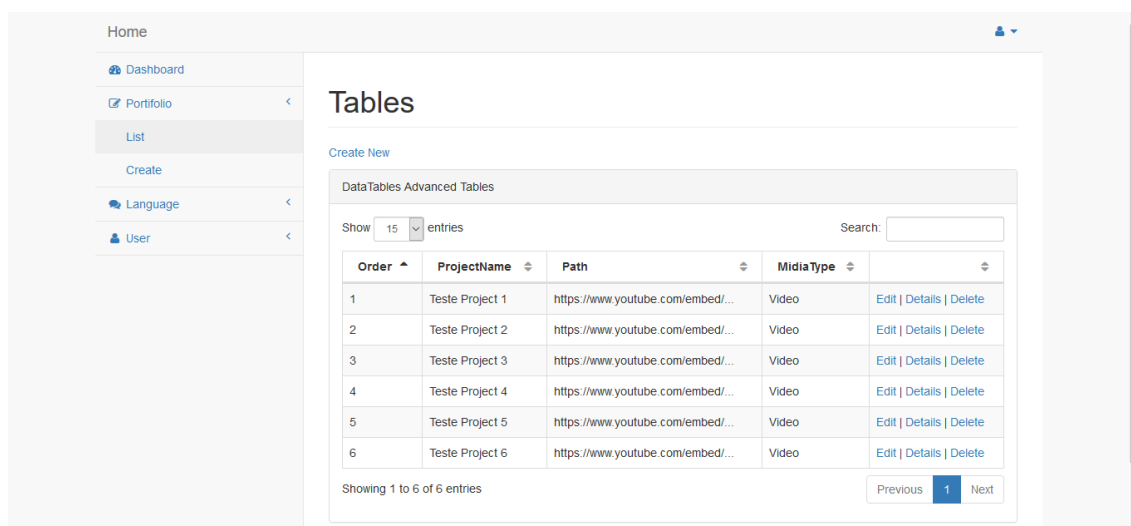 Home
Dashboard
Portifolio
List
Create
Language
User
Tables
Create New
DataTables Advanced Tables
Show 15 entries Search:
Order ProjectName Path MidiaType
1 Teste Project 1 https://www.youtube.com/embed/... Video Edit | Details | Delete
2 Teste Project 2 https://www.youtube.com/embed/... Video Edit | Details | Delete
3 Teste Project 3 https://www.youtube.com/embed/... Video Edit | Details | Delete
4 Teste Project 4 https://www.youtube.com/embed/... Video Edit | Details | Delete
5 Teste Project 5 https://www.youtube.com/embed/... Video Edit | Details | Delete
6 Teste Project 6 https://www.youtube.com/embed/... Video Edit | Details | Delete
Showing 1 to 6 of 6 entries Previous 1 Next